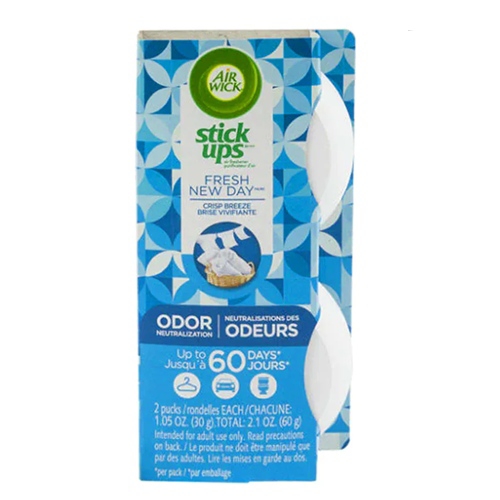 AIR
WICK
stick
ups
air freshener
purificateur d'air
FRESH
NEW DAY
CRISP BREEZE
BRISE VIVIFIANTE
ODOR
NEUTRALIZATION
NEUTRALISATIONS DES
ODEURS
Up to
Jusqu'à
60 DAYS*
JOURS*
2 pucks/rondelles EACH/CHACUNE:
1.05 OZ. (30 g). TOTAL: 2.1 OZ. (60 g)
Intended for adult use only. Read precautions
on back. / Le produit ne doit être manipulé que
par des adultes. Lire les mises en garde au dos.
*per pack / *par emballage